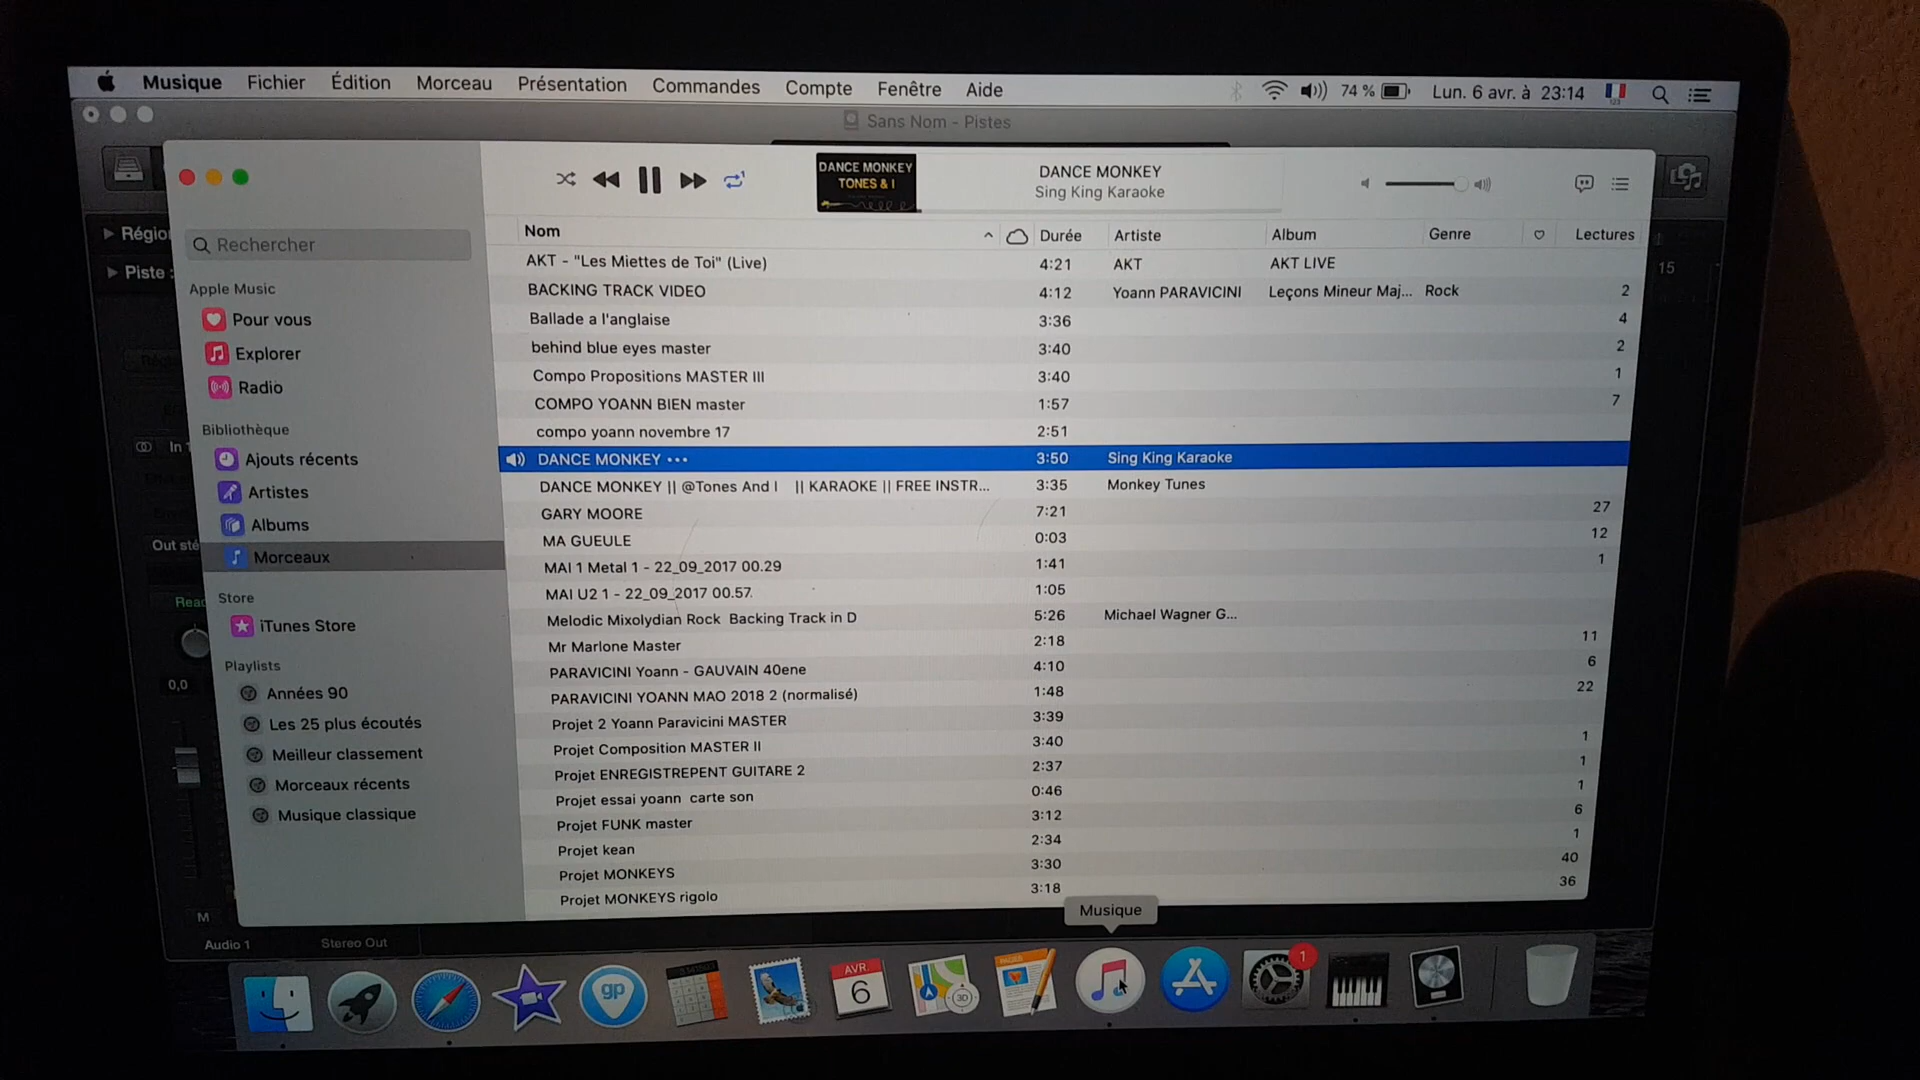 Musique Fichier Édition Morceau Présentation Commandes Compte Fenêtre Aide 74 % Lun. 6 avr. à 23:14
Sans Nom - Pistes
DANCE MONKEY
TONES & I
DANCE MONKEY
Sing King Karaoke
Régio
Piste :
In 1
Out sté
Read
0,0
M
Audio 1 Stereo Out
15
Rechercher
Apple Music
Pour vous
Explorer
Radio
Bibliothèque
Ajouts récents
Artistes
Albums
Morceaux
Store
iTunes Store
Playlists
Années 90
Les 25 plus écoutés
Meilleur classement
Morceaux récents
Musique classique
Nom Durée Artiste Album Genre Lectures
AKT - "Les Miettes de Toi" (Live) 4:21 AKT AKT LIVE
BACKING TRACK VIDEO 4:12 Yoann PARAVICINI Leçons Mineur Maj... Rock 2
Ballade a l'anglaise 3:36 4
behind blue eyes master 3:40 2
Compo Propositions MASTER III 3:40 1
COMPO YOANN BIEN master 1:57 7
compo yoann novembre 17 2:51
DANCE MONKEY ••• 3:50 Sing King Karaoke
DANCE MONKEY || @Tones And I || KARAOKE || FREE INSTR... 3:35 Monkey Tunes
GARY MOORE 7:21 27
MA GUEULE 0:03 12
MAI 1 Metal 1 - 22_09_2017 00.29 1:41 1
MAI U2 1 - 22_09_2017 00.57. 1:05
Melodic Mixolydian Rock Backing Track in D 5:26 Michael Wagner G...
Mr Marlone Master 2:18 11
PARAVICINI Yoann - GAUVAIN 40ene 4:10 6
PARAVICINI YOANN MAO 2018 2 (normalisé) 1:48 22
Projet 2 Yoann Paravicini MASTER 3:39
Projet Composition MASTER II 3:40 1
Projet ENREGISTREPENT GUITARE 2 2:37 1
Projet essai yoann carte son 0:46 1
Projet FUNK master 3:12 6
Projet kean 2:34 1
Projet MONKEYS 3:30 40
Projet MONKEYS rigolo 3:18 36
Musique
gp
AVR.
6
PAGES
3D
1